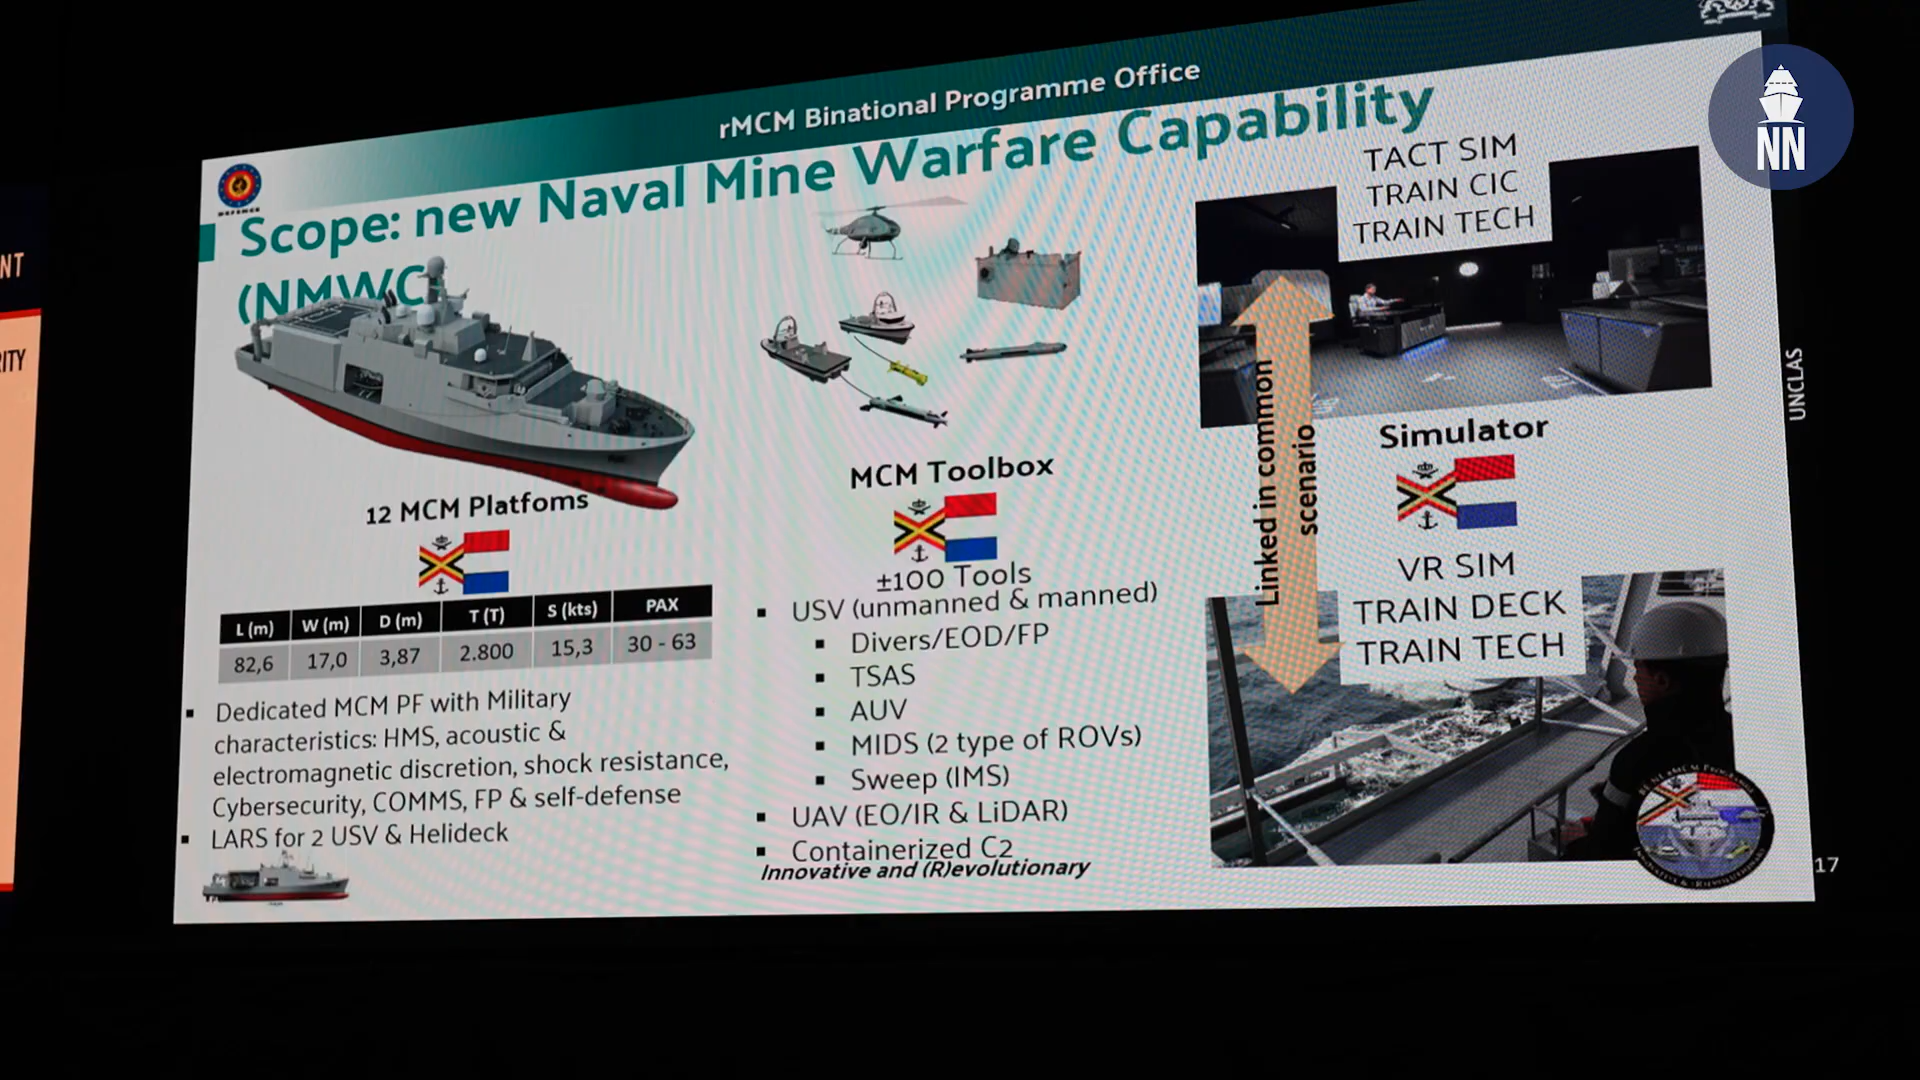 NT
RITY
rMCM Binational Programme Office
Scope: new Naval Mine Warfare Capability
(NMWC
DEFENCE
NN
TACT SIM
TRAIN CIC
TRAIN TECH
12 MCM Platfoms
L (m) W (m) D (m) T (T) S (kts) PAX
82,6 17,0 3,87 2.800 15,3 30 - 63
Dedicated MCM PF with Military
characteristics: HMS, acoustic &
electromagnetic discretion, shock resistance,
Cybersecurity, COMMS, FP & self-defense
LARS for 2 USV & Helideck
MCM Toolbox
±100 Tools
USV (unmanned & manned)
Divers/EOD/FP
TSAS
AUV
MIDS (2 type of ROVs)
Sweep (IMS)
UAV (EO/IR & LiDAR)
Containerized C2
Innovative and (R)evolutionary
Linked in common
scenario
Simulator
VR SIM
TRAIN DECK
TRAIN TECH
UNCLAS
17